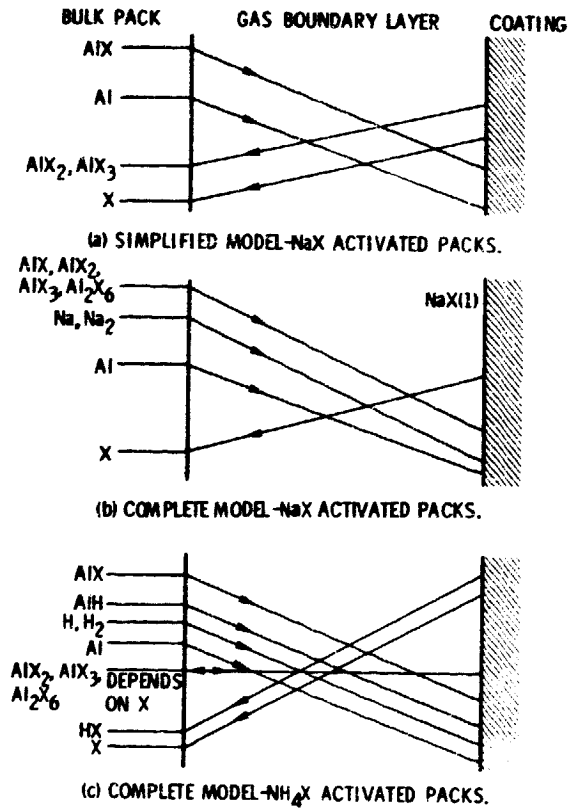 BULK PACK GAS BOUNDARY LAYER COATING
AlX
Al
AlX2, AlX3
X
(a) SIMPLIFIED MODEL-NaX ACTIVATED PACKS.
AlX, AlX2,
AlX3, Al2X6
NaX(l)
Na, Na2
Al
X
(b) COMPLETE MODEL-NaX ACTIVATED PACKS.
AlX
AlH
H, H2
Al
AlX2, AlX3, DEPENDS
Al2X6 ON X
HX
X
(c) COMPLETE MODEL-NH4X ACTIVATED PACKS.